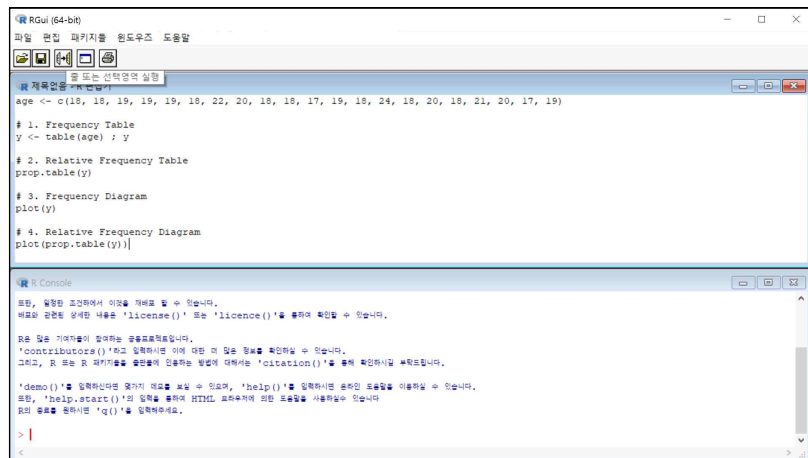 RGui (64-bit)
파일 편집 패키지들 윈도우즈 도움말
줄 또는 선택영역 실행
제목없음 - R 편집기
age <- c(18, 18, 19, 19, 19, 18, 22, 20, 18, 18, 17, 19, 18, 24, 18, 20, 18, 21, 20, 17, 19)
# 1. Frequency Table
y <- table(age) ; y
# 2. Relative Frequency Table
prop.table(y)
# 3. Frequency Diagram
plot(y)
# 4. Relative Frequency Diagram
plot(prop.table(y))
R Console
또한, 일정한 조건하에서 이것을 재배포 할 수 있습니다.
배포와 관련된 상세한 내용은 'license()' 또는 'licence()'을 통하여 확인할 수 있습니다.
R은 많은 기여자들이 참여하는 공동프로젝트입니다.
'contributors()'라고 입력하시면 이에 대한 더 많은 정보를 확인하실 수 있습니다.
그리고, R 또는 R 패키지들을 출판물에 인용하는 방법에 대해서는 'citation()'을 통해 확인하시길 부탁드립니다.
'demo()'를 입력하신다면 몇가지 데모를 보실 수 있으며, 'help()'를 입력하시면 온라인 도움말을 이용하실 수 있습니다.
또한, 'help.start()'의 입력을 통하여 HTML 브라우저에 의한 도움말을 사용하실수 있습니다
R의 종료를 원하시면 'q()'을 입력해주세요.
>